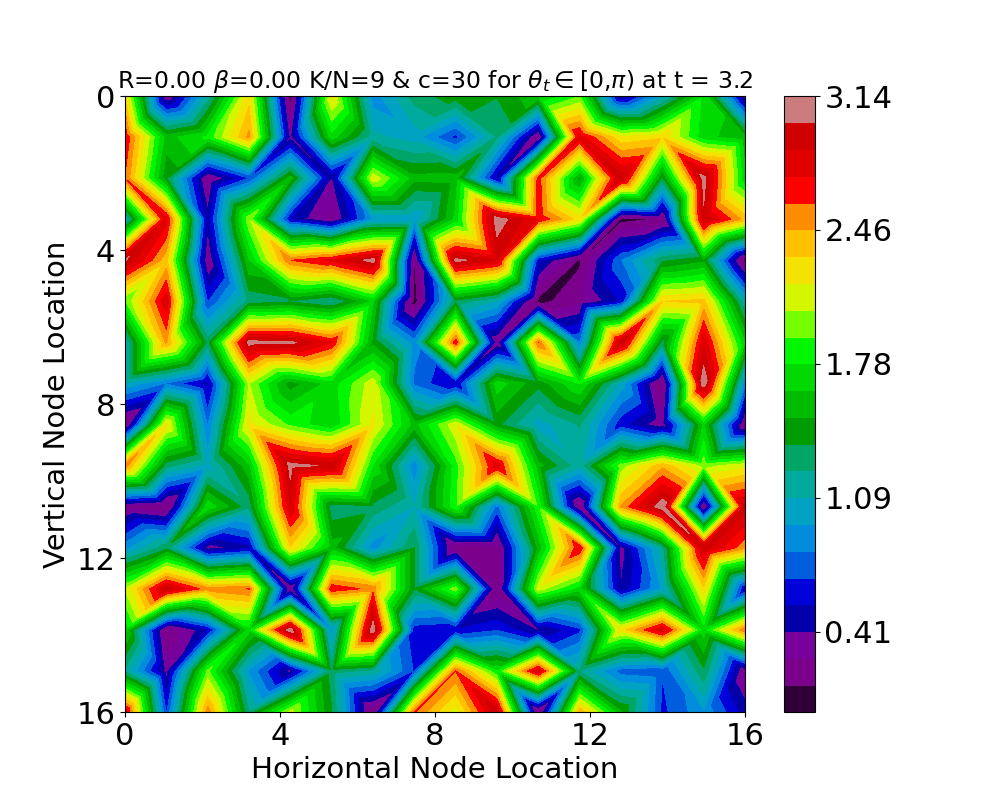 R=0.00 β=0.00 K/N=9 & c=30 for θ_t ∈ [0,π) at t = 3.2
0
4
8
12
16
Vertical Node Location
0 4 8 12 16
Horizontal Node Location
3.14
2.46
1.78
1.09
0.41